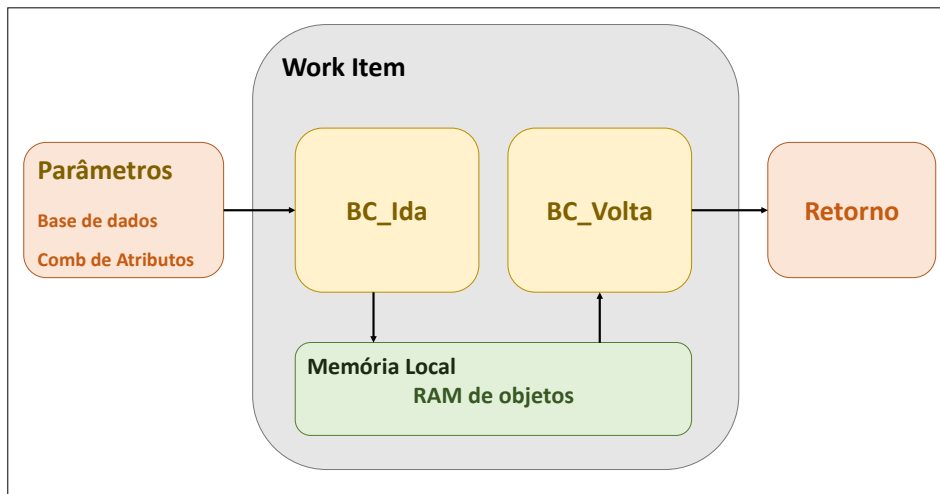 Work Item
Parâmetros
Base de dados
Comb de Atributos
BC_Ida
BC_Volta
Retorno
Memória Local
RAM de objetos